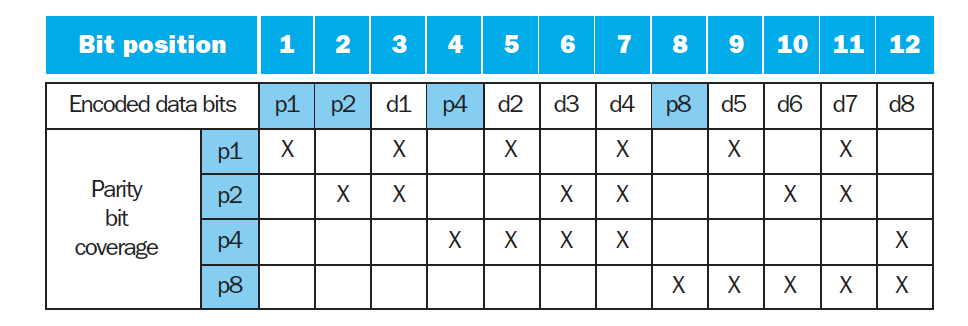 Bit position 1 2 3 4 5 6 7 8 9 10 11 12
Encoded data bits p1 p2 d1 p4 d2 d3 d4 p8 d5 d6 d7 d8
Parity bit coverage
p1 X X X X X X
p2 X X X X X X
p4 X X X X X
p8 X X X X X